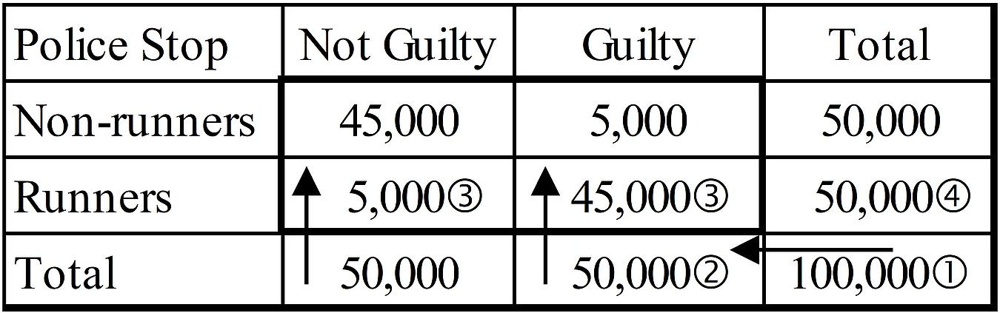 Police Stop Not Guilty Guilty Total
Non-runners 45,000 5,000 50,000
Runners 5,000③ 45,000③ 50,000④
Total 50,000 50,000② 100,000①